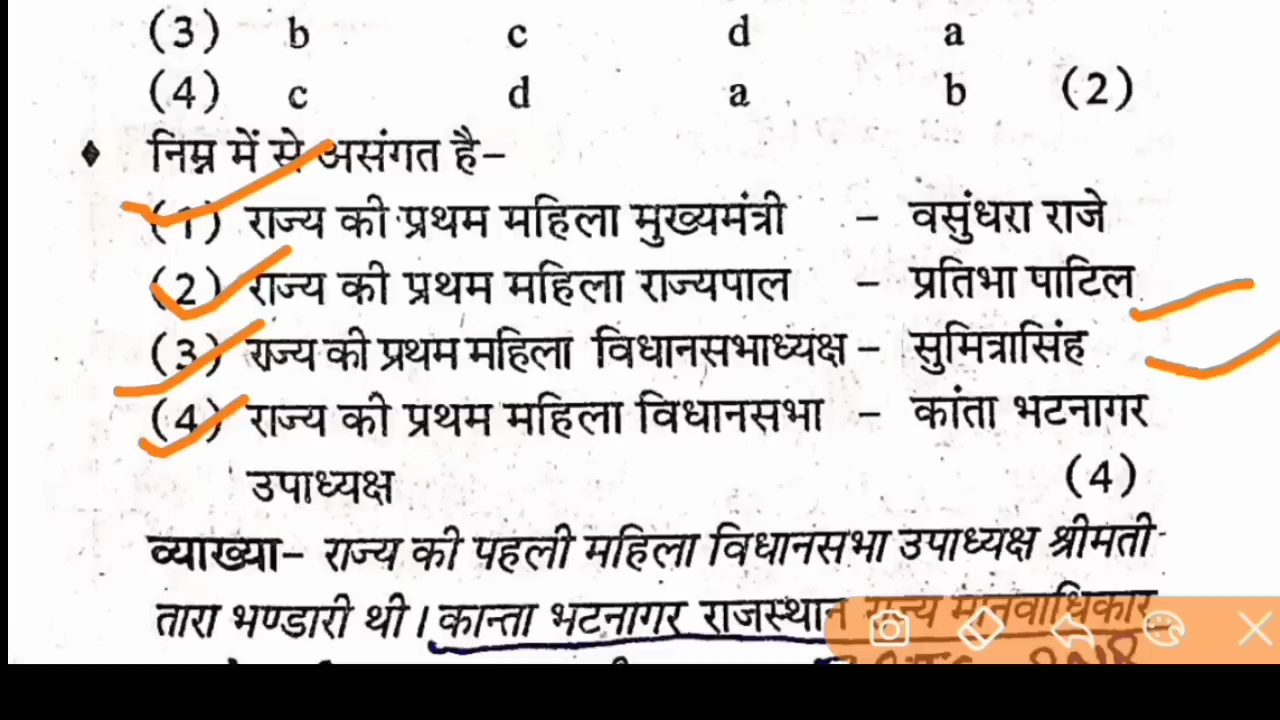 (3) b c d a
(4) c d a b (2)
♦ निम्न में से असंगत है–
(1) राज्य की प्रथम महिला मुख्यमंत्री – वसुंधरा राजे
(2) राज्य की प्रथम महिला राज्यपाल – प्रतिभा पाटिल
(3) राज्य की प्रथम महिला विधानसभाध्यक्ष – सुमित्रासिंह
(4) राज्य की प्रथम महिला विधानसभा – कांता भटनागर
उपाध्यक्ष (4)
व्याख्या– राज्य की पहली महिला विधानसभा उपाध्यक्ष श्रीमती
तारा भण्डारी थी। कान्ता भटनागर राजस्थान राज्य मानवाधिकार